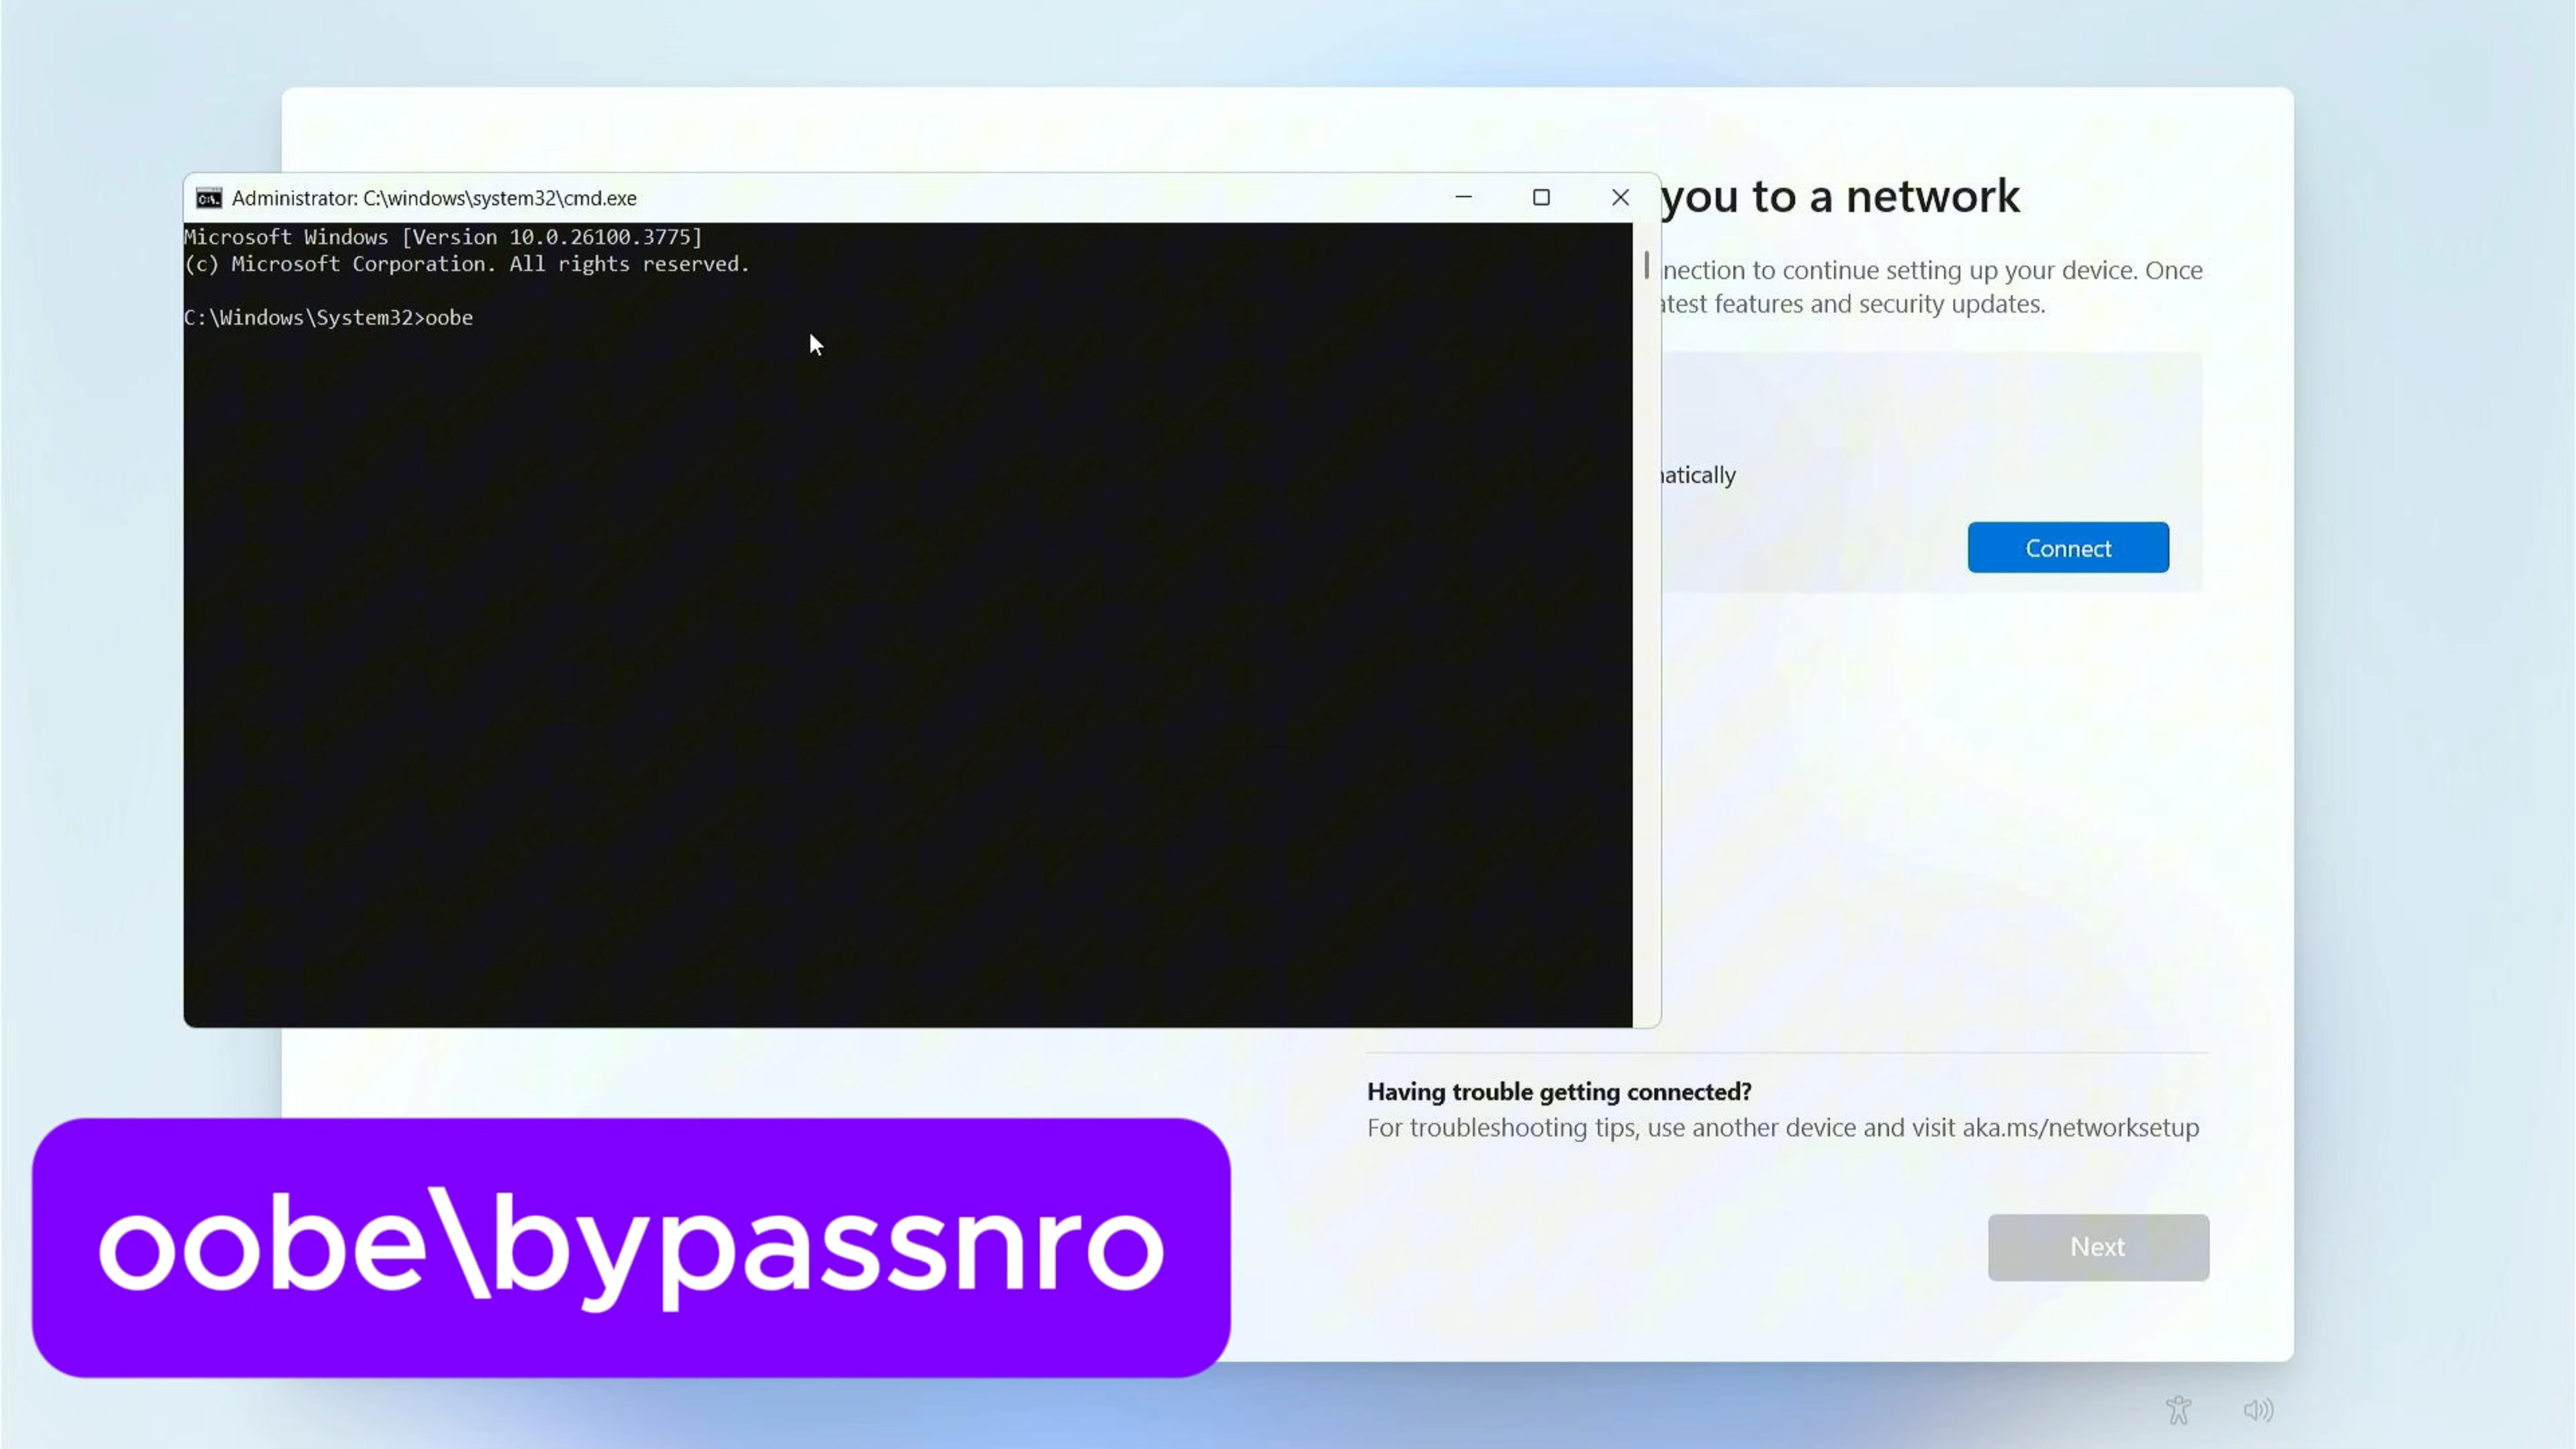 Administrator: C:\windows\system32\cmd.exe
Microsoft Windows [Version 10.0.26100.3775]
(c) Microsoft Corporation. All rights reserved.
C:\Windows\System32>oobe
you to a network
nection to continue setting up your device. Once
atest features and security updates.
natically
Connect
Having trouble getting connected?
For troubleshooting tips, use another device and visit aka.ms/networksetup
Next
oobe\bypassnro